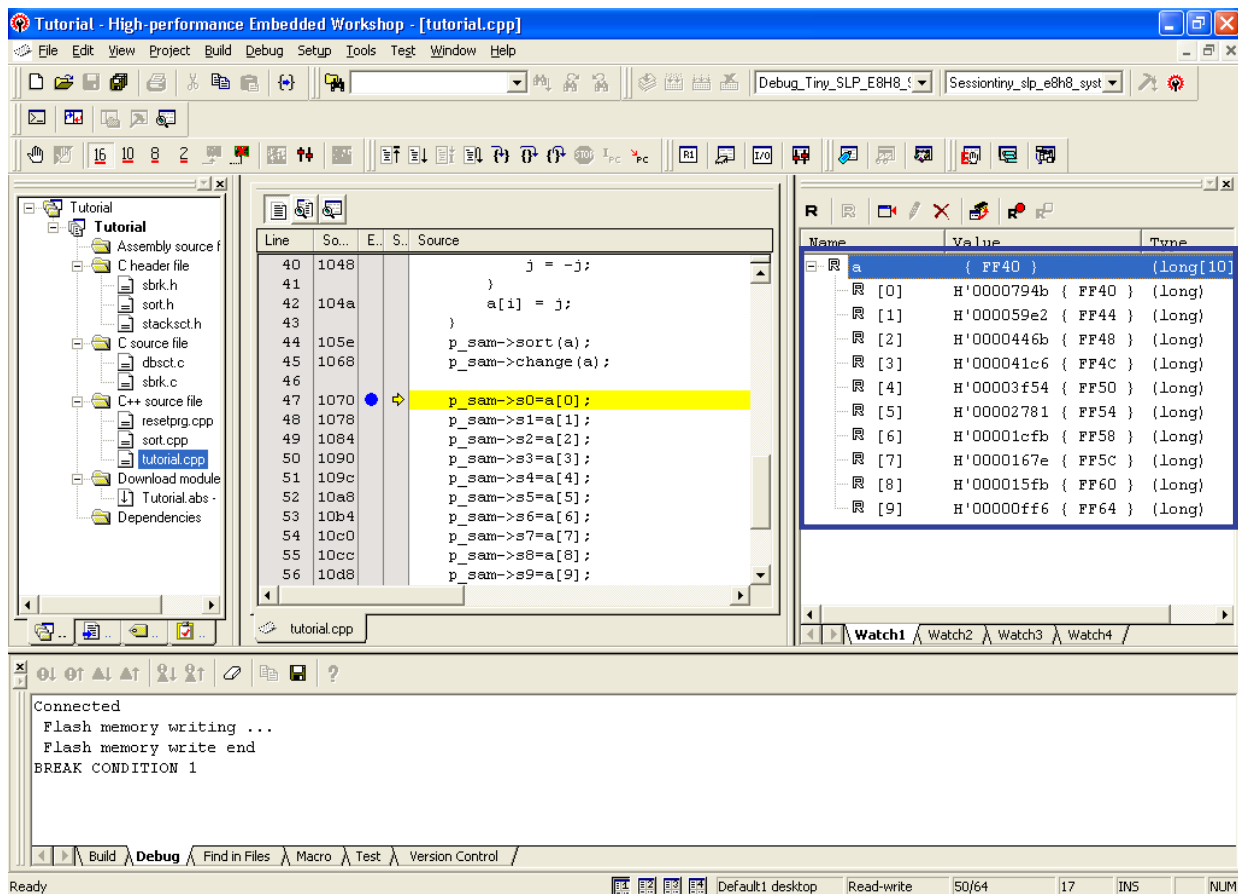 Tutorial - High-performance Embedded Workshop - [tutorial.cpp]
File Edit View Project Build Debug Setup Tools Test Window Help
Debug_Tiny_SLP_E8H8_S Sessiontiny_slp_e8h8_syst
16 10 8 2 STOP PC PC R1 I/O
Tutorial
Tutorial
Assembly source f
C header file
sbrk.h
sort.h
stacksct.h
C source file
dbsct.c
sbrk.c
C++ source file
resetprg.cpp
sort.cpp
tutorial.cpp
Download module
Tutorial.abs -
Dependencies
Line So... E.. S.. Source
40 1048 j = -j;
41 }
42 104a a[i] = j;
43 }
44 105e p_sam->sort(a);
45 1068 p_sam->change(a);
46
47 1070 p_sam->s0=a[0];
48 1078 p_sam->s1=a[1];
49 1084 p_sam->s2=a[2];
50 1090 p_sam->s3=a[3];
51 109c p_sam->s4=a[4];
52 10a8 p_sam->s5=a[5];
53 10b4 p_sam->s6=a[6];
54 10c0 p_sam->s7=a[7];
55 10cc p_sam->s8=a[8];
56 10d8 p_sam->s9=a[9];
tutorial.cpp
R R R R
Name Value Type
R a { FF40 } (long[10]
R [0] H'0000794b { FF40 } (long)
R [1] H'000059e2 { FF44 } (long)
R [2] H'0000446b { FF48 } (long)
R [3] H'000041c6 { FF4C } (long)
R [4] H'00003f54 { FF50 } (long)
R [5] H'00002781 { FF54 } (long)
R [6] H'00001cfb { FF58 } (long)
R [7] H'0000167e { FF5C } (long)
R [8] H'000015fb { FF60 } (long)
R [9] H'00000ff6 { FF64 } (long)
Watch1 Watch2 Watch3 Watch4
Connected
Flash memory writing ...
Flash memory write end
BREAK CONDITION 1
Build Debug Find in Files Macro Test Version Control
Ready 1 2 3 4 Default1 desktop Read-write 50/64 17 INS NUM